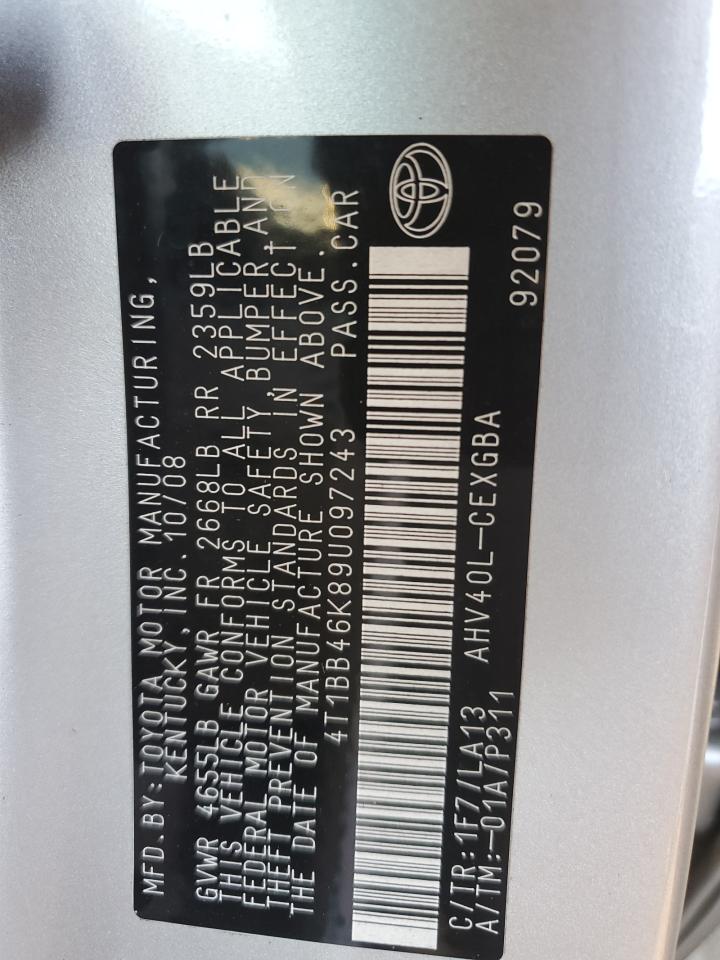 MFD.BY:TOYOTA MOTOR MANUFACTURING,
KENTUCKY,INC.10/08
GVWR 4655LB GAWR FR 2668LB RR 2359LB
THIS VEHICLE CONFORMS TO ALL APPLICABLE
FEDERAL MOTOR VEHICLE SAFETY,BUMPER AND
THEFT PREVENTION STANDARDS IN EFFECT ON
THE DATE OF MANUFACTURE SHOWN ABOVE.
4T1BB46K89U097243 PASS.CAR
C/TR:1F7/LA13 AHV40L-CEXGBA 92079
A/TM:-01A/P311